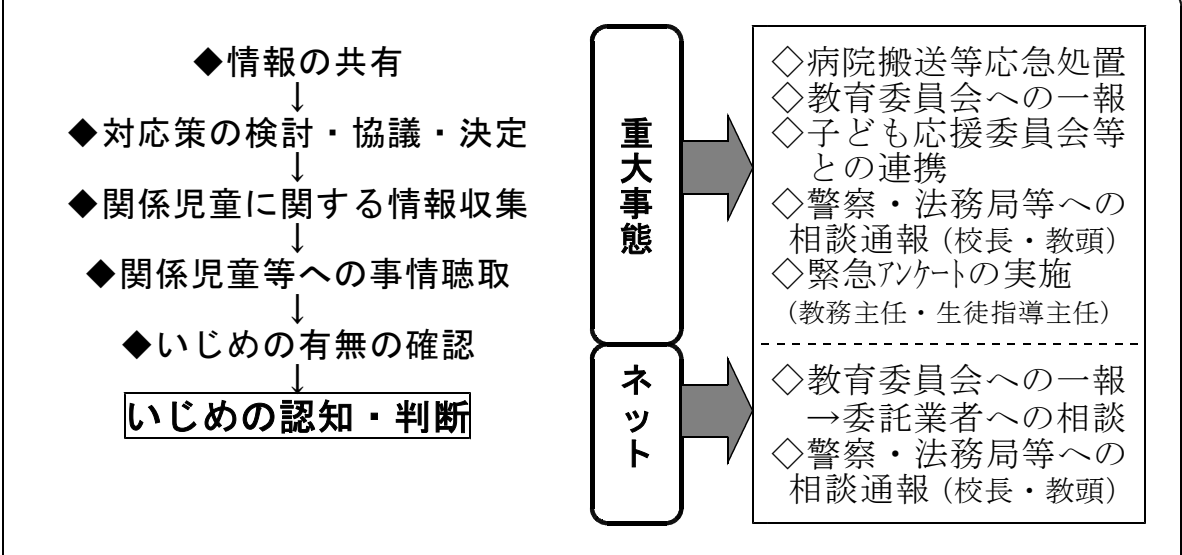 ◆情報の共有
↓
◆対応策の検討・協議・決定
↓
◆関係児童に関する情報収集
↓
◆関係児童等への事情聴取
↓
◆いじめの有無の確認
↓
いじめの認知・判断
重大事態
◇病院搬送等応急処置
◇教育委員会への一報
◇子ども応援委員会等
との連携
◇警察・法務局等への
相談通報(校長・教頭)
◇緊急アンケートの実施
(教務主任・生徒指導主任)
ネット
◇教育委員会への一報
→委託業者への相談
◇警察・法務局等への
相談通報(校長・教頭)